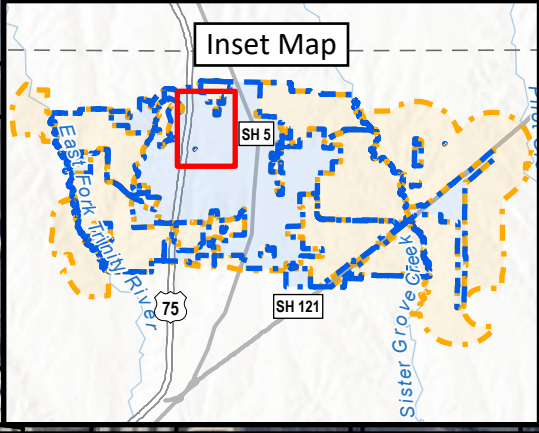 Inset Map
SH 5
East Fork Trinity River
75
SH 121
Sister Grove Creek